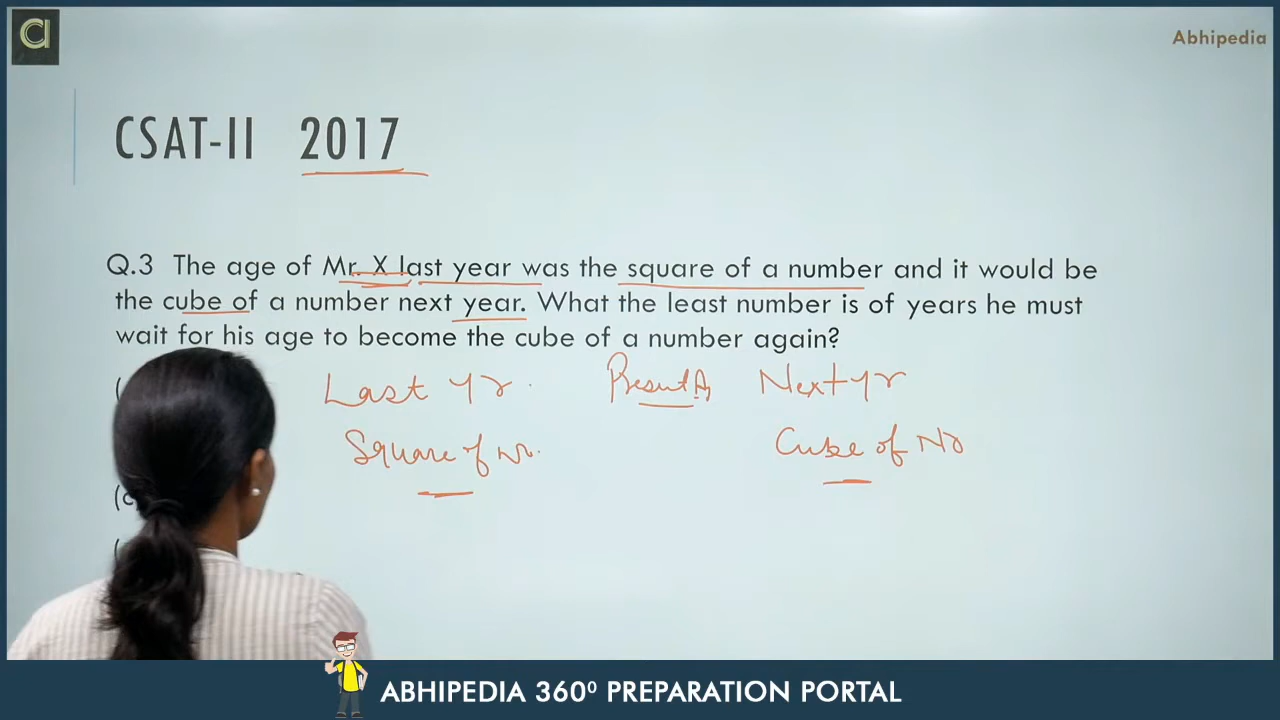 Abhipedia
CSAT-II 2017
Q.3 The age of Mr. X last year was the square of a number and it would be
the cube of a number next year. What the least number is of years he must
wait for his age to become the cube of a number again?
(
Last yr. Present Ag Next yr
Square of No. Cube of No
(c
(
ABHIPEDIA 360⁰ PREPARATION PORTAL